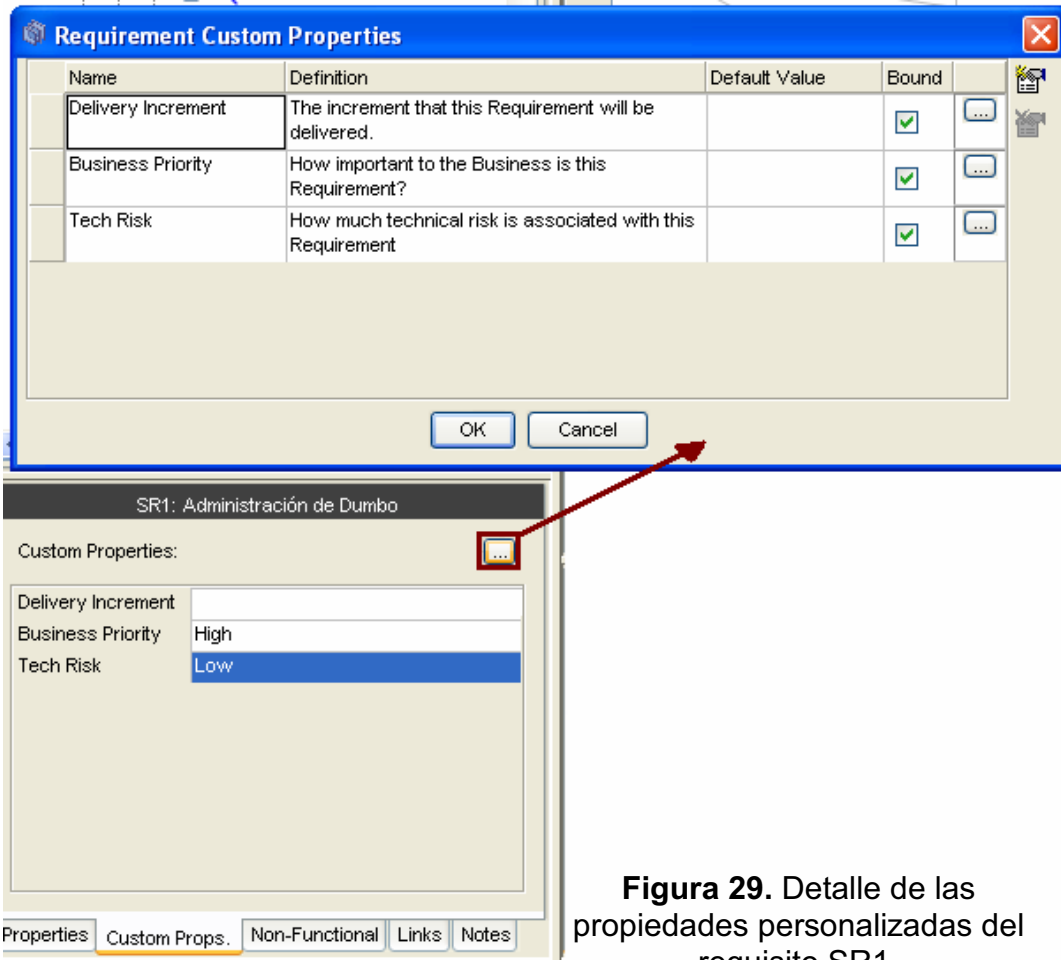 Requirement Custom Properties
Name Definition Default Value Bound
Delivery Increment The increment that this Requirement will be
delivered.
...
Business Priority How important to the Business is this
Requirement?
...
Tech Risk How much technical risk is associated with this
Requirement
...
OK Cancel
SR1: Administración de Dumbo
Custom Properties: ...
Delivery Increment
Business Priority High
Tech Risk Low
Properties Custom Props. Non-Functional Links Notes
Figura 29. Detalle de las
propiedades personalizadas del
requisito SR1